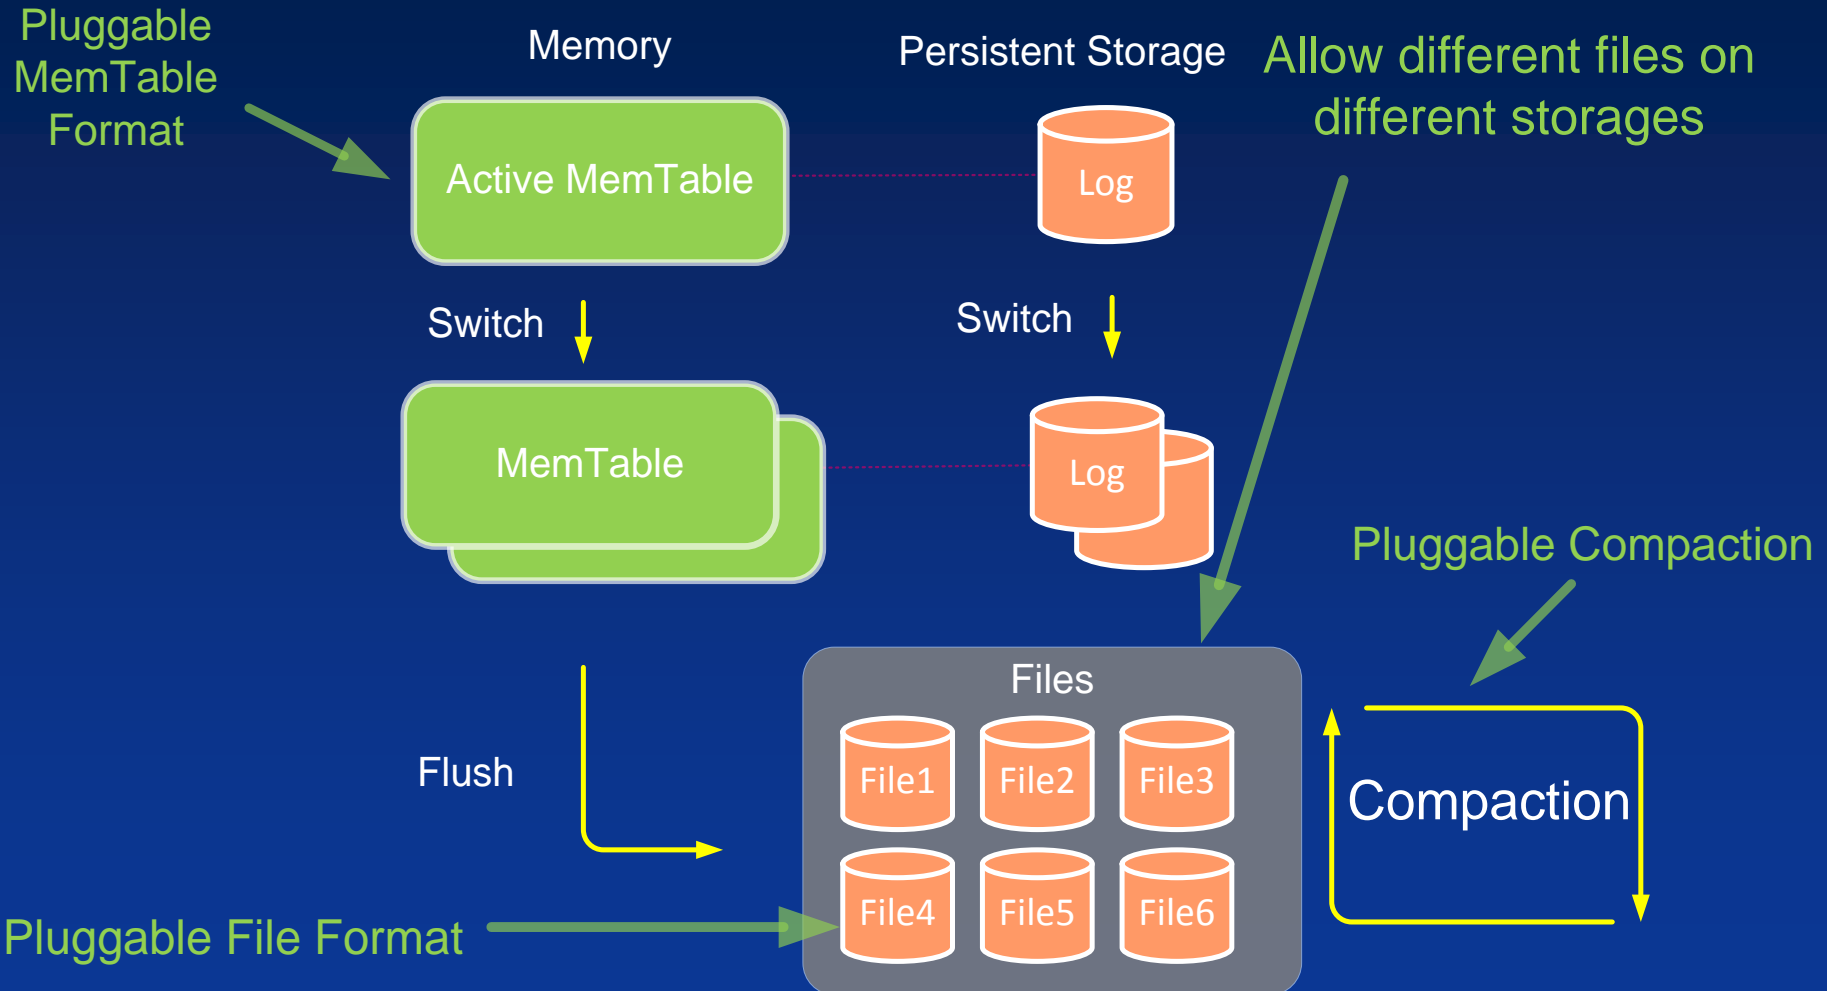 Pluggable
MemTable
Format
Memory
Persistent Storage
Allow different files on
different storages
Active MemTable
Log
Switch
Switch
MemTable
Log
Pluggable Compaction
Files
Flush
File1
File2
File3
Compaction
File4
File5
File6
Pluggable File Format